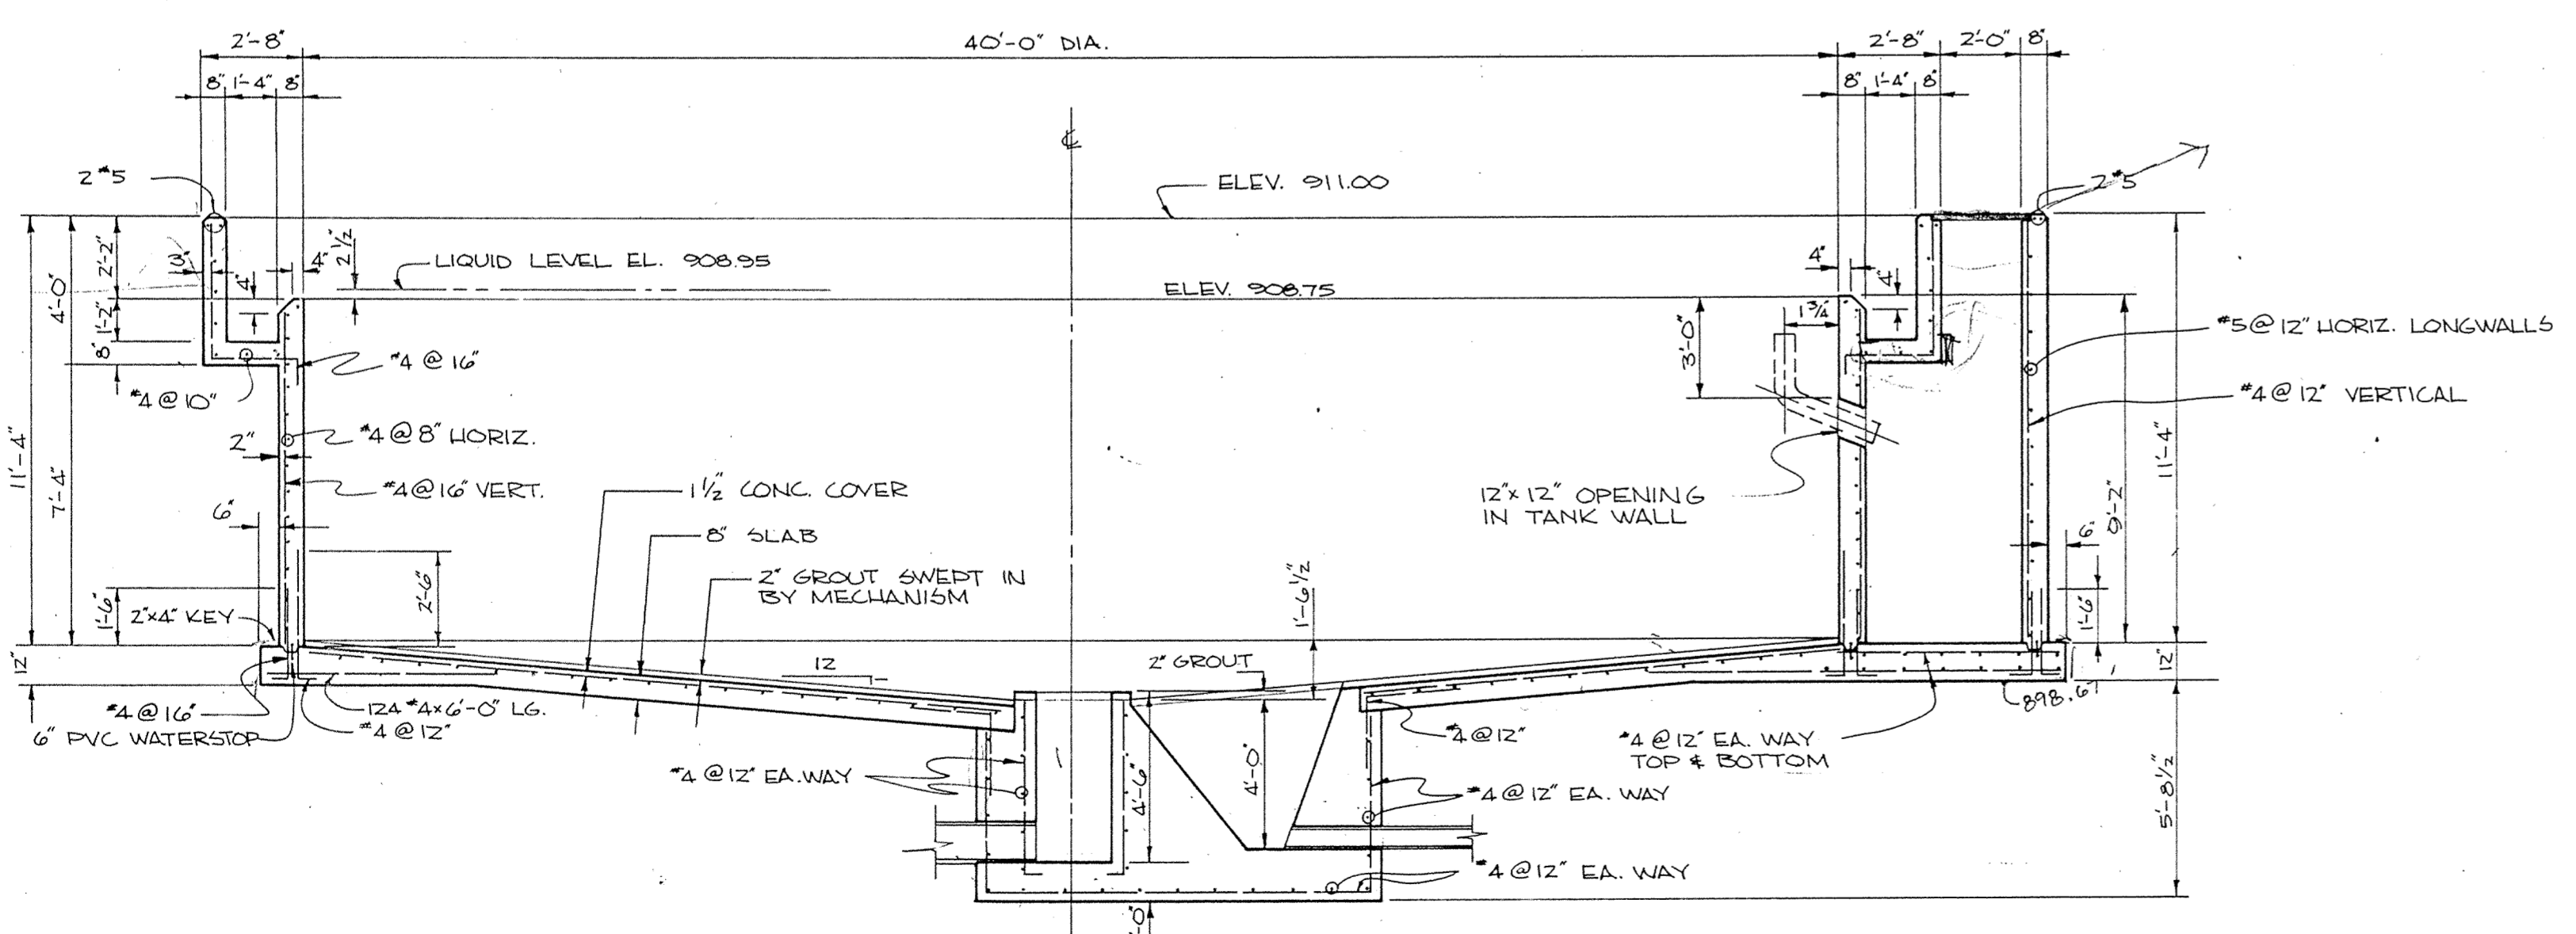 2'-8"
40'-0" DIA.
2'-8"
2'-0"
8"
8"
1'-4"
8"
8"
1'-4"
8"
℄
2 #5
ELEV. 911.00
2 #5
2'-2"
3"
4"
4"
2 1/2"
LIQUID LEVEL EL. 908.95
ELEV. 908.75
4"
4"
1 3/4
3'-0"
4'-0"
1'-2"
8"
#4 @ 16"
#4 @ 10"
#5 @ 12" HORIZ. LONGWALLS
#4 @ 12" VERTICAL
11'-4"
7'-4"
2"
#4 @ 8" HORIZ.
#4 @ 16" VERT.
6"
1 1/2 CONC. COVER
8" SLAB
2" GROUT SWEPT IN
BY MECHANISM
12" x 12" OPENING
IN TANK WALL
9'-2"
11'-4"
6"
1'-6"
1'-6"
2'-6"
2"x4" KEY
1'-6 1/2"
12"
12
2" GROUT
12"
898.67
#4 @ 16"
124 #4 x 6'-0" LG.
#4 @ 12"
6" PVC WATERSTOP
#4 @ 12" EA. WAY
4'-6"
4'-0"
#4 @ 12"
#4 @ 12" EA. WAY
TOP & BOTTOM
#4 @ 12" EA. WAY
#4 @ 12" EA. WAY
5'-8 1/2"